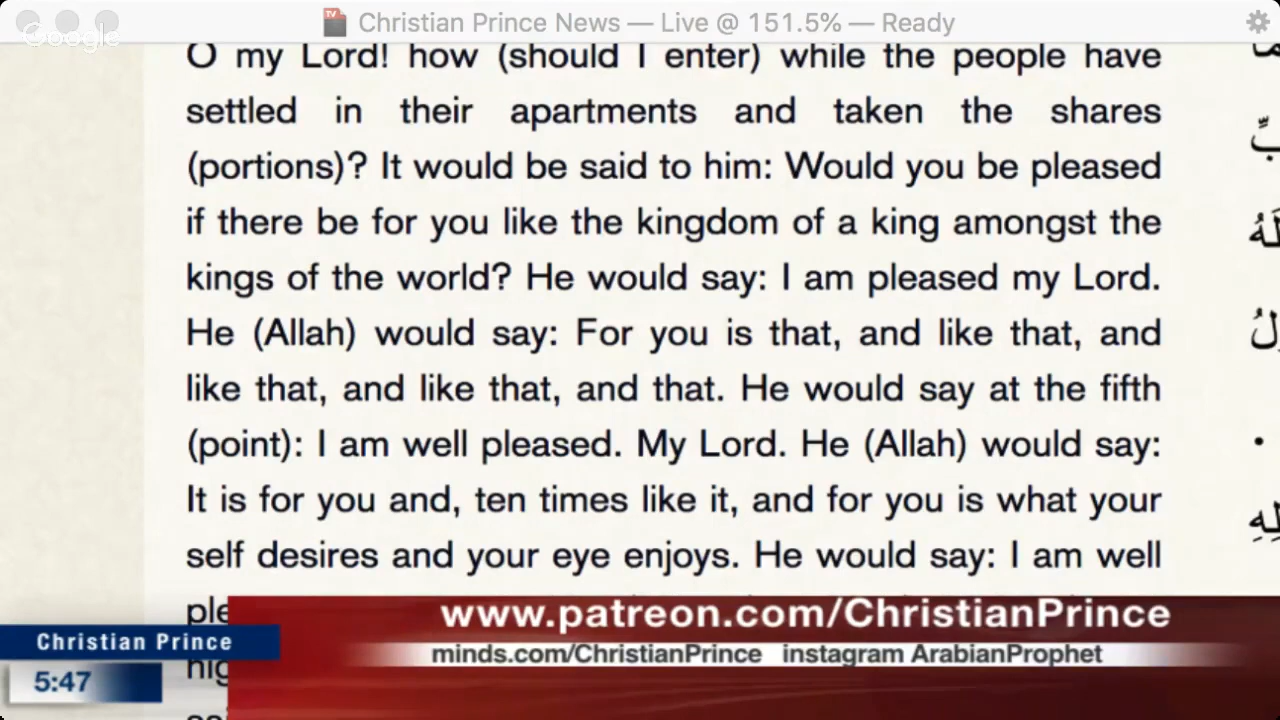 Christian Prince News — Live @ 151.5% — Ready
Google
O my Lord! how (should I enter) while the people have
settled in their apartments and taken the shares
(portions)? It would be said to him: Would you be pleased
if there be for you like the kingdom of a king amongst the
kings of the world? He would say: I am pleased my Lord.
He (Allah) would say: For you is that, and like that, and
like that, and like that, and that. He would say at the fifth
(point): I am well pleased. My Lord. He (Allah) would say:
It is for you and, ten times like it, and for you is what your
self desires and your eye enjoys. He would say: I am well
www.patreon.com/ChristianPrince
Christian Prince
minds.com/ChristianPrince instagram ArabianProphet
5:47